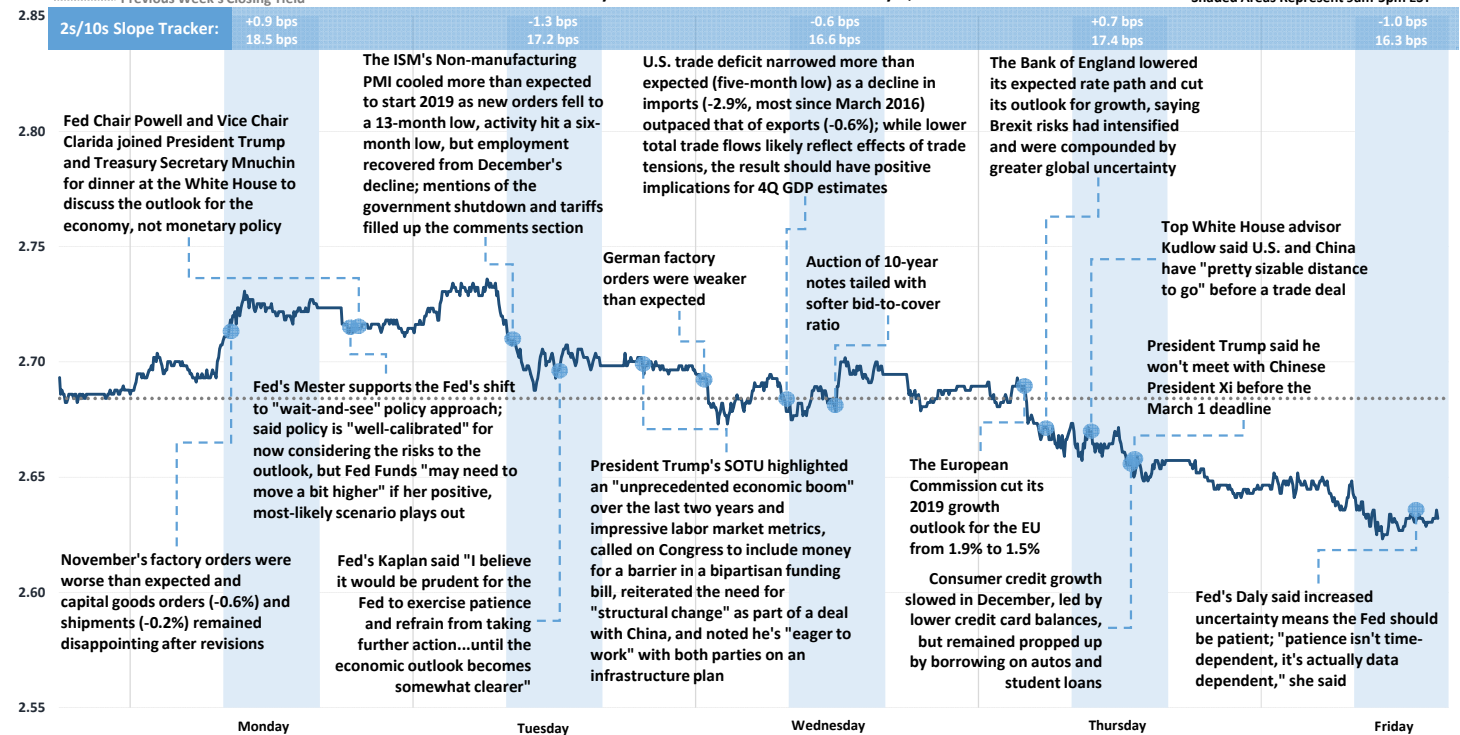 Previous Week's Closing Yield
Shaded Areas Represent 9am-5pm EST
2.85
2s/10s Slope Tracker:
+0.9 bps
18.5 bps
-1.3 bps
17.2 bps
-0.6 bps
16.6 bps
+0.7 bps
17.4 bps
-1.0 bps
16.3 bps
2.80
2.75
2.70
2.65
2.60
2.55
Fed Chair Powell and Vice Chair
Clarida joined President Trump
and Treasury Secretary Mnuchin
for dinner at the White House to
discuss the outlook for the
economy, not monetary policy
The ISM's Non-manufacturing
PMI cooled more than expected
to start 2019 as new orders fell to
a 13-month low, activity hit a six-
month low, but employment
recovered from December's
decline; mentions of the
government shutdown and tariffs
filled up the comments section
U.S. trade deficit narrowed more than
expected (five-month low) as a decline in
imports (-2.9%, most since March 2016)
outpaced that of exports (-0.6%); while lower
total trade flows likely reflect effects of trade
tensions, the result should have positive
implications for 4Q GDP estimates
The Bank of England lowered
its expected rate path and cut
its outlook for growth, saying
Brexit risks had intensified
and were compounded by
greater global uncertainty
German factory
orders were weaker
than expected
Auction of 10-year
notes tailed with
softer bid-to-cover
ratio
Top White House advisor
Kudlow said U.S. and China
have "pretty sizable distance
to go" before a trade deal
President Trump said he
won't meet with Chinese
President Xi before the
March 1 deadline
Fed's Mester supports the Fed's shift
to "wait-and-see" policy approach;
said policy is "well-calibrated" for
now considering the risks to the
outlook, but Fed Funds "may need to
move a bit higher" if her positive,
most-likely scenario plays out
November's factory orders were
worse than expected and
capital goods orders (-0.6%) and
shipments (-0.2%) remained
disappointing after revisions
Fed's Kaplan said "I believe
it would be prudent for the
Fed to exercise patience
and refrain from taking
further action...until the
economic outlook becomes
somewhat clearer"
President Trump's SOTU highlighted
an "unprecedented economic boom"
over the last two years and
impressive labor market metrics,
called on Congress to include money
for a barrier in a bipartisan funding
bill, reiterated the need for
"structural change" as part of a deal
with China, and noted he's "eager to
work" with both parties on an
infrastructure plan
The European
Commission cut its
2019 growth
outlook for the EU
from 1.9% to 1.5%
Consumer credit growth
slowed in December, led by
lower credit card balances,
but remained propped up
by borrowing on autos and
student loans
Fed's Daly said increased
uncertainty means the Fed should
be patient; "patience isn't time-
dependent, it's actually data
dependent," she said
Monday
Tuesday
Wednesday
Thursday
Friday